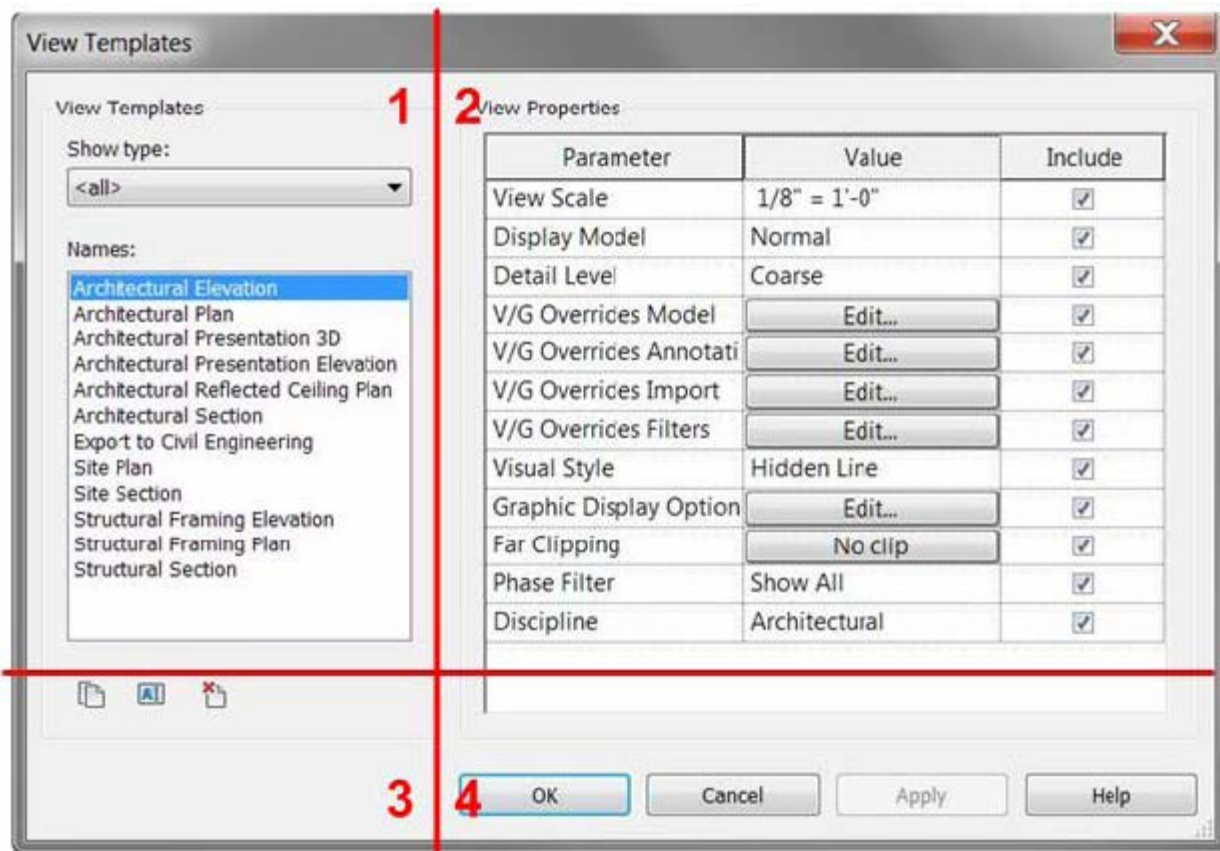 View Templates
View Templates
1
Show type:
<all>
Names:
Architectural Elevation
Architectural Plan
Architectural Presentation 3D
Architectural Presentation Elevation
Architectural Reflected Ceiling Plan
Architectural Section
Export to Civil Engineering
Site Plan
Site Section
Structural Framing Elevation
Structural Framing Plan
Structural Section
2
View Properties
Parameter Value Include
View Scale 1/8" = 1'-0"
Display Model Normal
Detail Level Coarse
V/G Overrides Model Edit...
V/G Overrides Annotati Edit...
V/G Overrides Import Edit...
V/G Overrides Filters Edit...
Visual Style Hidden Line
Graphic Display Option Edit...
Far Clipping No clip
Phase Filter Show All
Discipline Architectural
3
4
OK Cancel Apply Help